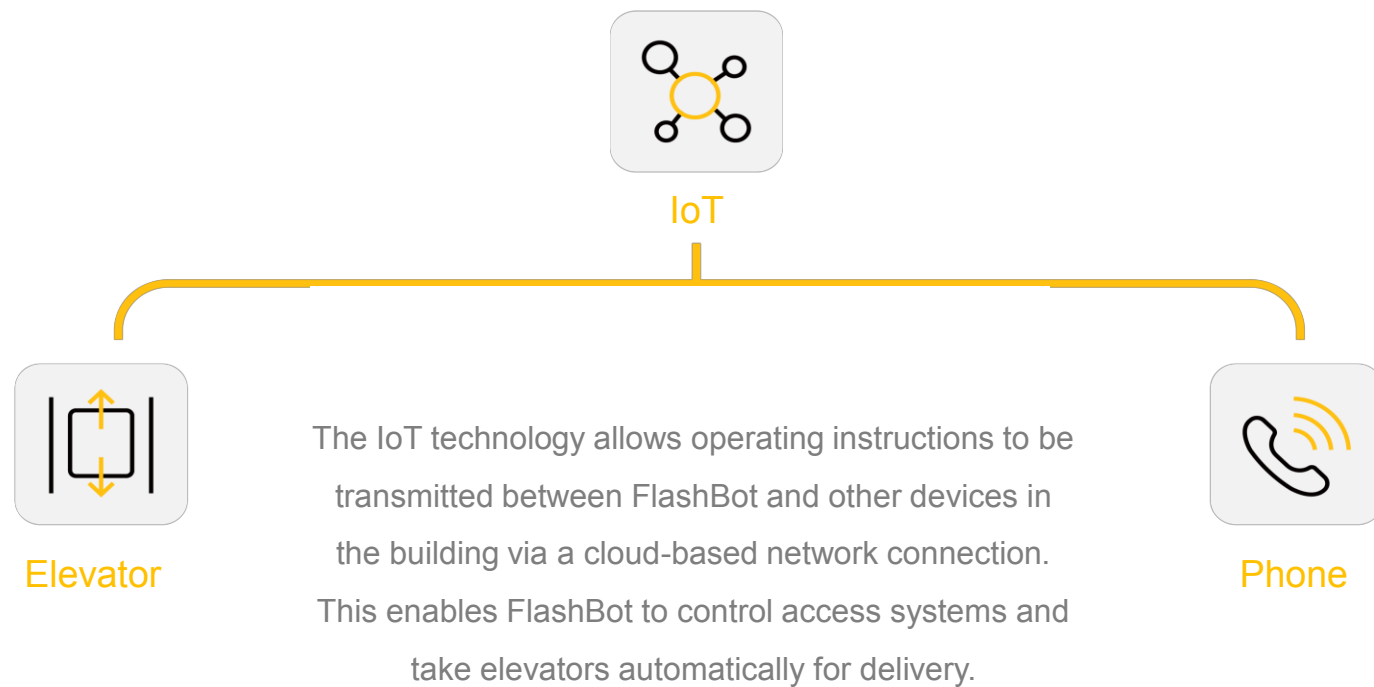 IoT
Elevator
The IoT technology allows operating instructions to be
transmitted between FlashBot and other devices in
the building via a cloud-based network connection.
This enables FlashBot to control access systems and
take elevators automatically for delivery.
Phone